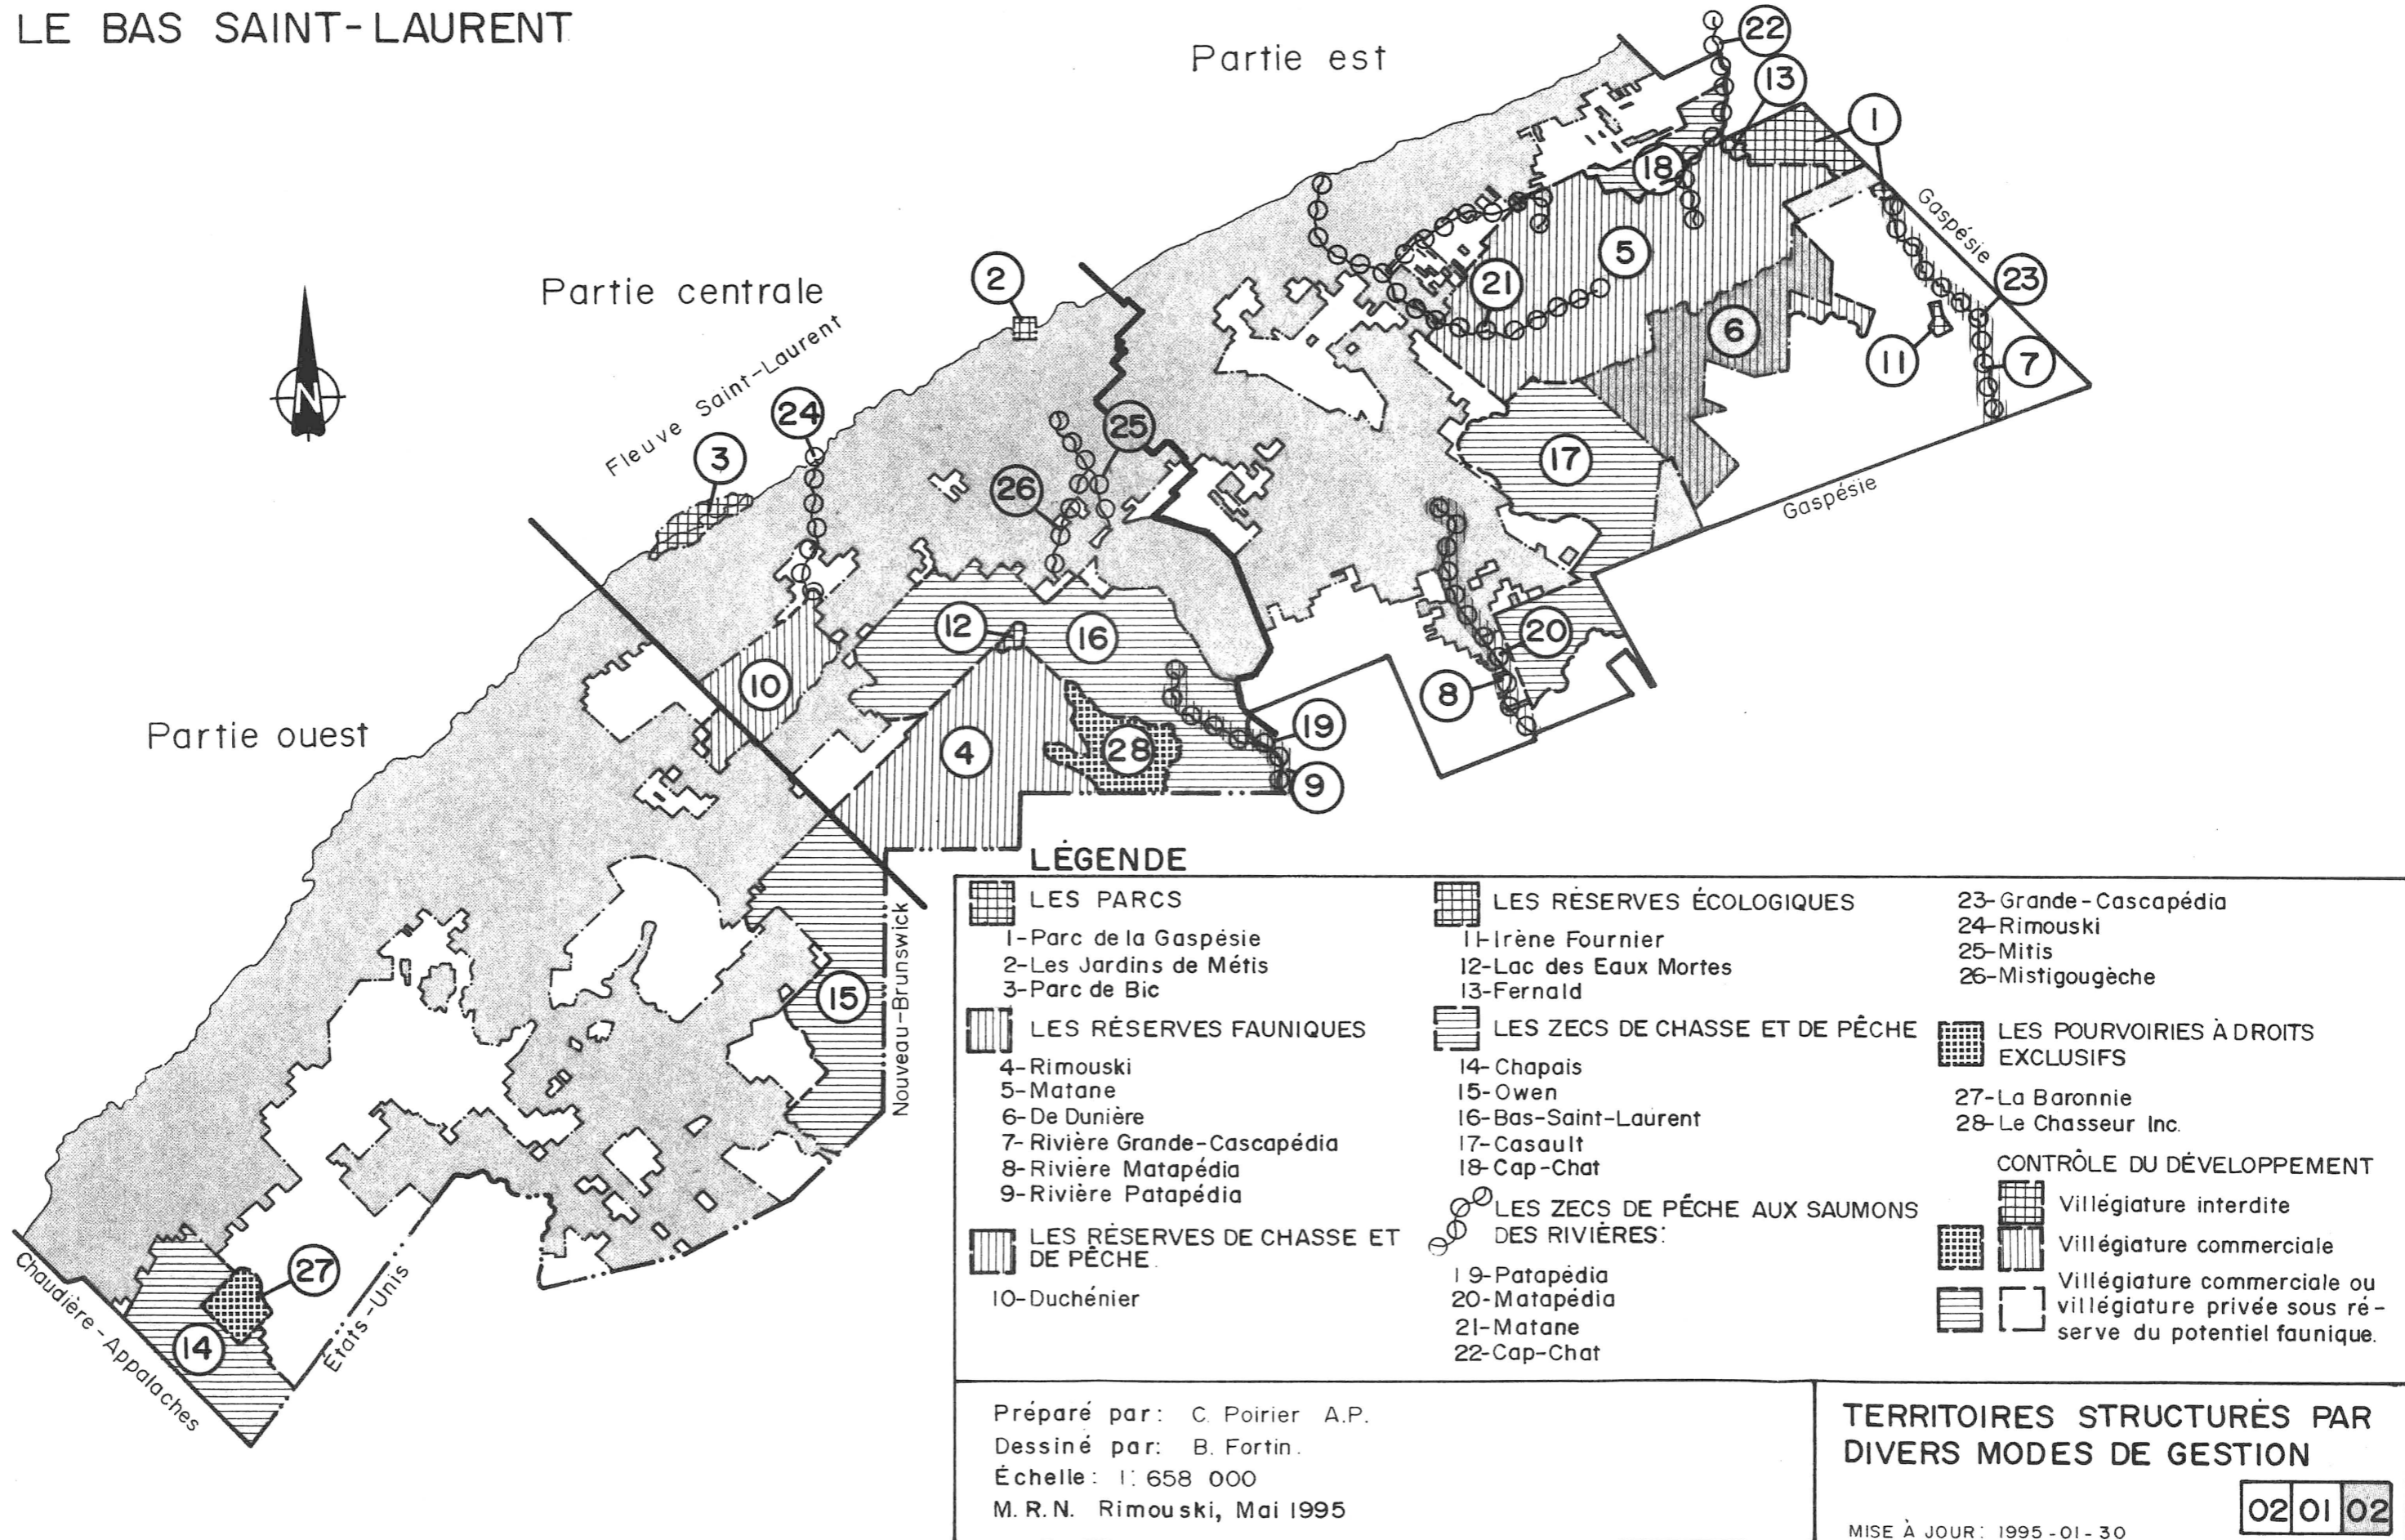 LE BAS SAINT-LAURENT
Partie est
Partie centrale
Partie ouest
Fleuve Saint-Laurent
N
Gaspésie
Gaspésie
Nouveau-Brunswick
États-Unis
Chaudière-Appalaches
22
13
1
18
5
2
21
23
6
11
7
24
25
3
17
26
12
16
20
10
8
19
4
28
9
15
27
14
LÉGENDE
LES PARCS
1-Parc de la Gaspésie
2-Les Jardins de Métis
3-Parc de Bic
LES RÉSERVES FAUNIQUES
4-Rimouski
5-Matane
6-De Dunière
7-Rivière Grande-Cascapédia
8-Rivière Matapédia
9-Rivière Patapédia
LES RÉSERVES DE CHASSE ET
DE PÊCHE.
10-Duchénier
LES RÉSERVES ÉCOLOGIQUES
11-Irène Fournier
12-Lac des Eaux Mortes
13-Fernald
LES ZECS DE CHASSE ET DE PÊCHE
14-Chapais
15-Owen
16-Bas-Saint-Laurent
17-Casault
18-Cap-Chat
LES ZECS DE PÊCHE AUX SAUMONS
DES RIVIÈRES:
19-Patapédia
20-Matapédia
21-Matane
22-Cap-Chat
23-Grande-Cascapédia
24-Rimouski
25-Mitis
26-Mistigougèche
LES POURVOIRIES À DROITS
EXCLUSIFS
27-La Baronnie
28-Le Chasseur Inc.
CONTRÔLE DU DÉVELOPPEMENT
Villégiature interdite
Villégiature commerciale
Villégiature commerciale ou
villégiature privée sous ré-
serve du potentiel faunique.
Préparé par: C. Poirier A.P.
Dessiné par: B. Fortin.
Échelle: 1: 658 000
M.R.N. Rimouski, Mai 1995
TERRITOIRES STRUCTURÉS PAR
DIVERS MODES DE GESTION
02 01 02
MISE À JOUR: 1995-01-30